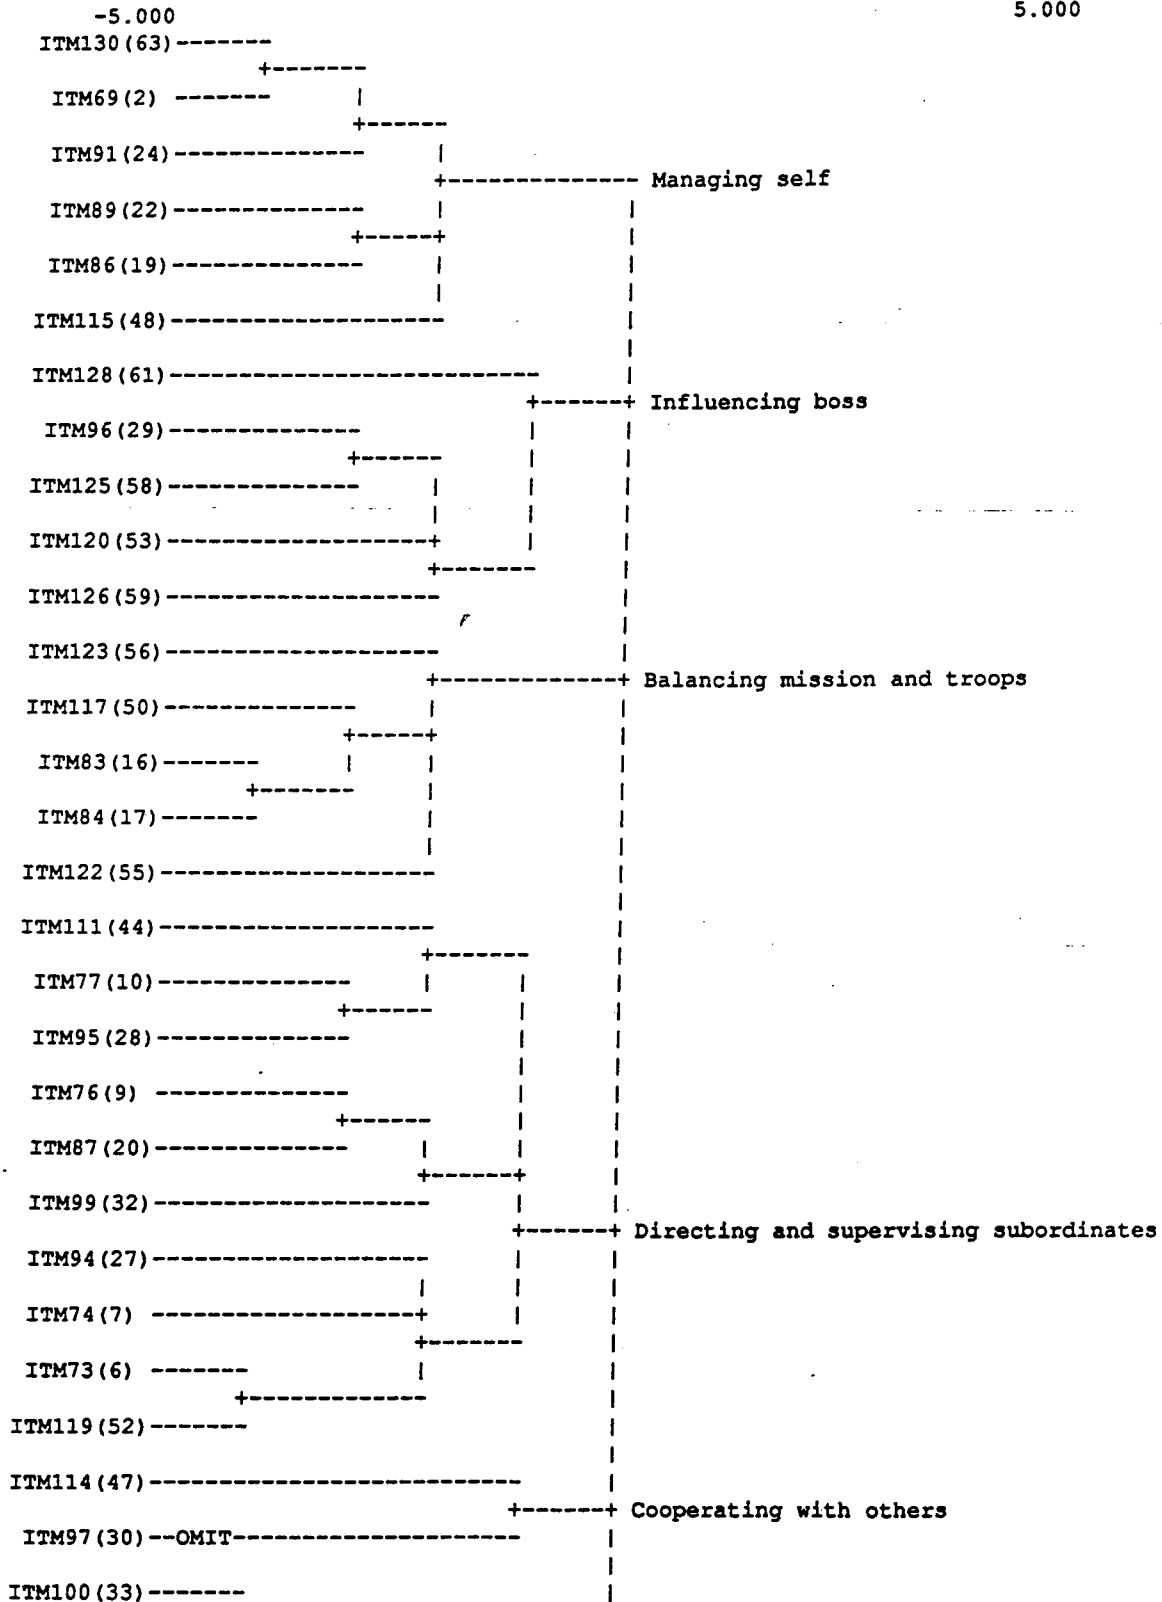 -5.000 5.000
ITM130(63)
ITM69(2)
ITM91(24)
Managing self
ITM89(22)
ITM86(19)
ITM115(48)
ITM128(61)
Influencing boss
ITM96(29)
ITM125(58)
ITM120(53)
ITM126(59)
ITM123(56)
Balancing mission and troops
ITM117(50)
ITM83(16)
ITM84(17)
ITM122(55)
ITM111(44)
ITM77(10)
ITM95(28)
ITM76(9)
ITM87(20)
ITM99(32)
Directing and supervising subordinates
ITM94(27)
ITM74(7)
ITM73(6)
ITM119(52)
ITM114(47)
Cooperating with others
ITM97(30)--OMIT
ITM100(33)